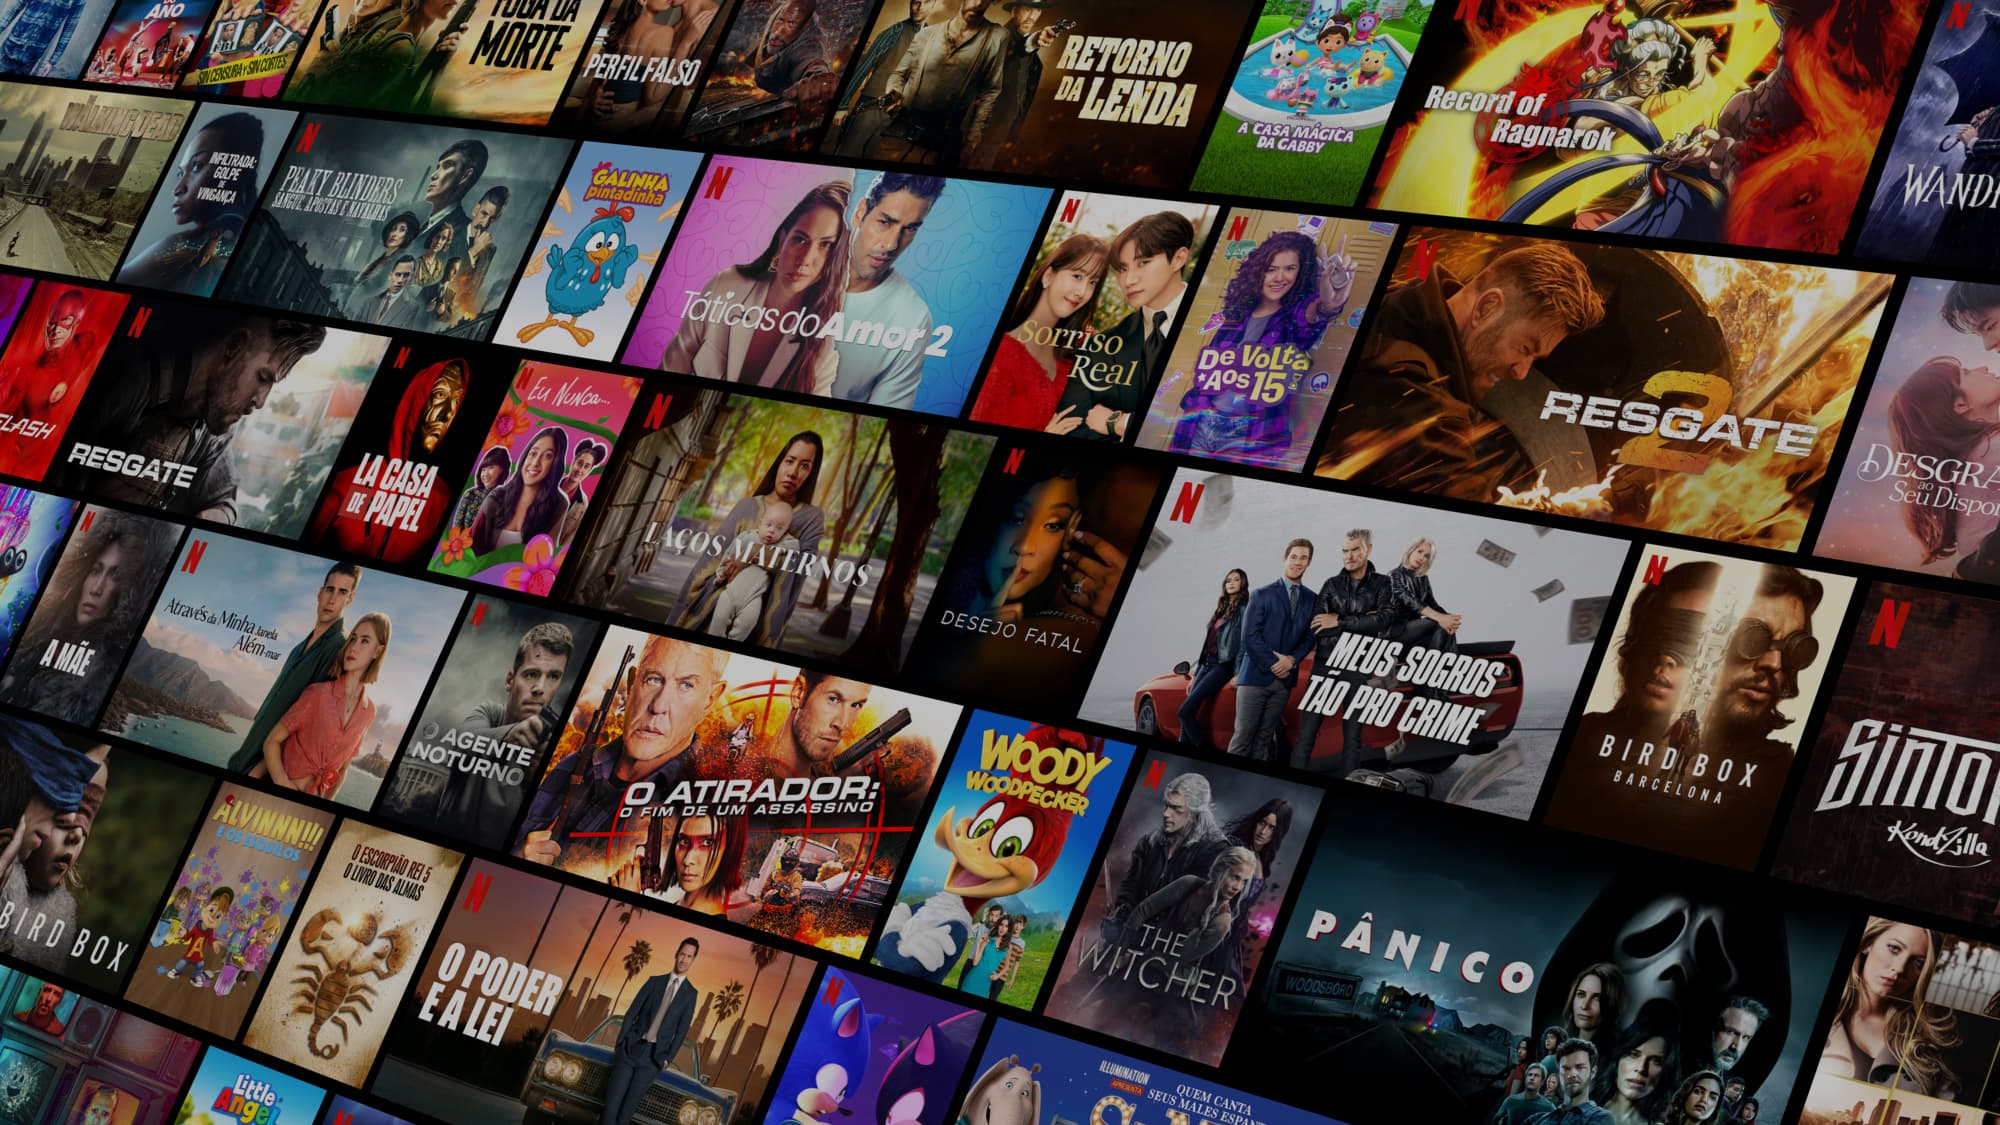 AÑO
SIN CENSURA Y SIN CORTES
FUGA DA
MORTE
PERFIL FALSO
RETORNO
DA LENDA
A CASA MÁGICA
DA GABBY
Record of
Ragnarok
THE
WALKING DEAD
INFILTRADA:
GOLPE
DE
VINGANÇA
PEAKY BLINDERS
SANGUE, APOSTAS E NAVALHAS
GALINHA
pintadinha
Táticas do Amor 2
Sorriso
Real
De Volta
Aos 15
RESGATE
2
DESGRA
ao
Seu Dispor
FLASH
RESGATE
LA CASA
DE PAPEL
Eu Nunca...
LAÇOS MATERNOS
DESEJO FATAL
MEUS SOGROS
TÃO PRO CRIME
BIRD BOX
BARCELONA
SINTO
KondZilla
A MÃE
Através da Minha Janela
Além-mar
O AGENTE
NOTURNO
O ATIRADOR:
O FIM DE UM ASSASSINO
WOODY
WOODPECKER
THE
WITCHER
PÂNICO
WOODSBORO
BIRD BOX
ALVINNN!!!
E OS ESQUILOS
O ESCORPIÃO REI 5
O LIVRO DAS ALMAS
O PODER
E A LEI
Little
Angel
ILLUMINATION
APRESENTA
QUEM CANTA
SEUS MALES ESPANTA